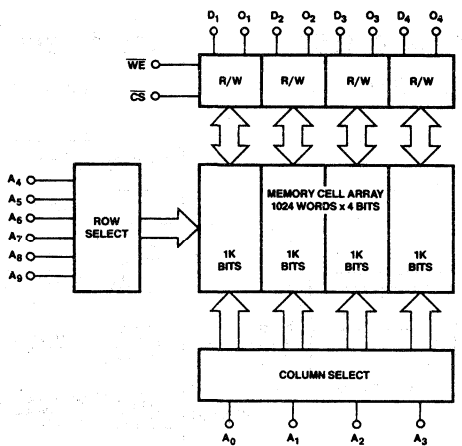 D1 O1 D2 O2 D3 O3 D4 O4
WE
R/W R/W R/W R/W
CS
A4
A5
A6
A7
A8
A9
ROW
SELECT
MEMORY CELL ARRAY
1024 WORDS x 4 BITS
1K
BITS
1K
BITS
1K
BITS
1K
BITS
COLUMN SELECT
A0 A1 A2 A3